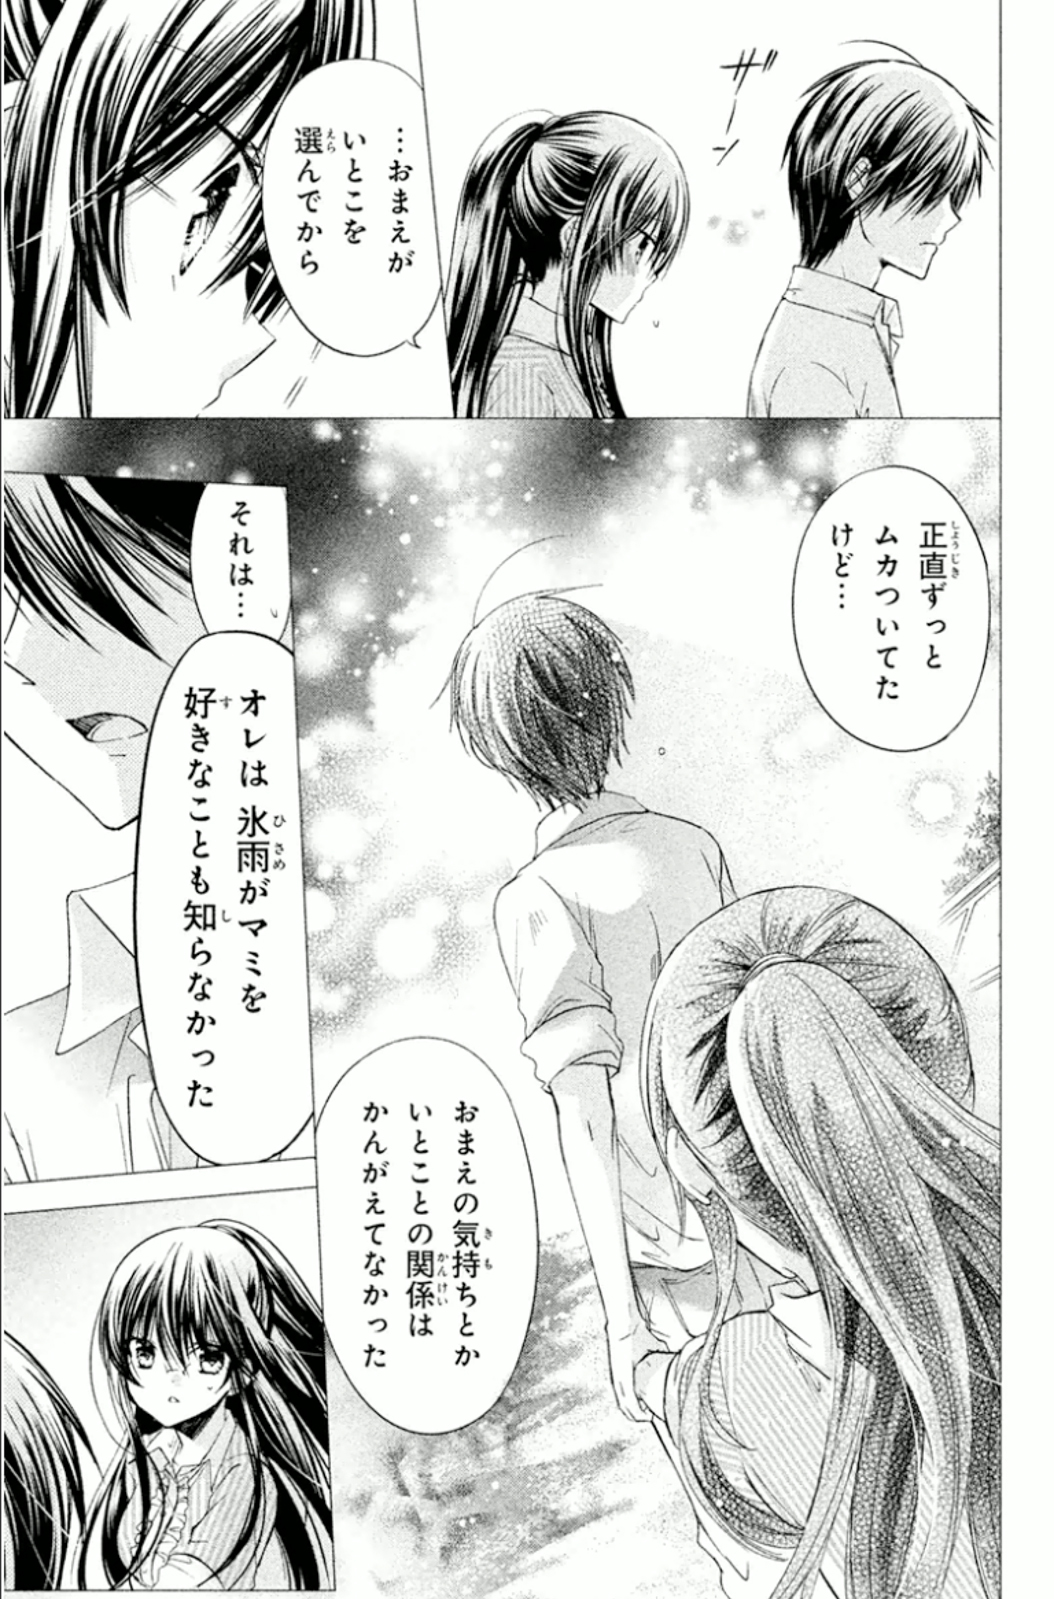 ザッ
…おまえが
いとこを
選んでから
正直ずっと
ムカついてた
けど…
おまえの気持ちとか
いとことの関係は
かんがえてなかった
それは…
オレは氷雨がマミを
好きなことも知らなかった